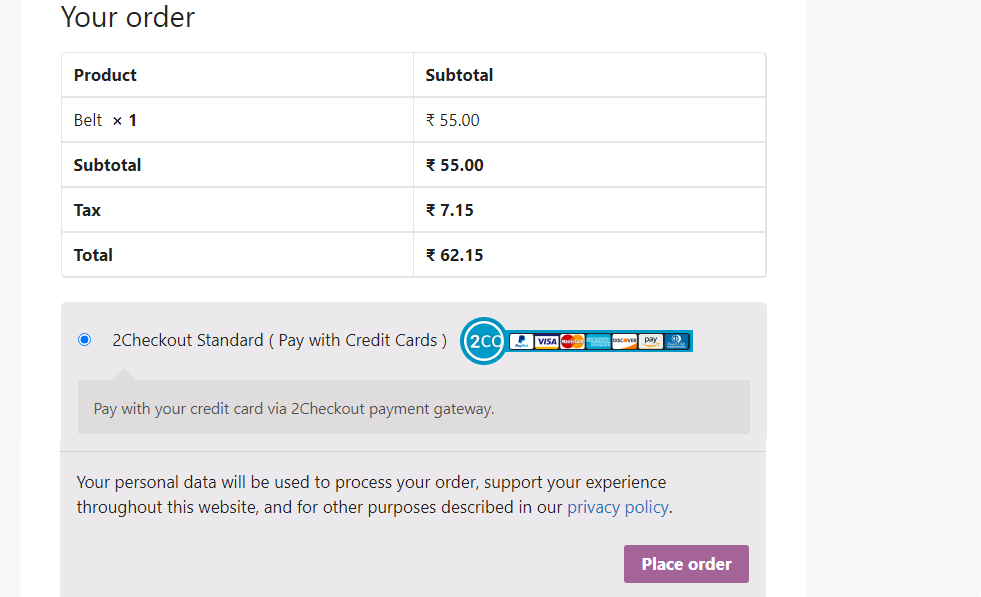 Your order
Product Subtotal
Belt × 1 ₹ 55.00
Subtotal ₹ 55.00
Tax ₹ 7.15
Total ₹ 62.15
2Checkout Standard ( Pay with Credit Cards ) 2CO PayPal VISA MasterCard DISCOVER pay
Pay with your credit card via 2Checkout payment gateway.
Your personal data will be used to process your order, support your experience
throughout this website, and for other purposes described in our privacy policy.
Place order